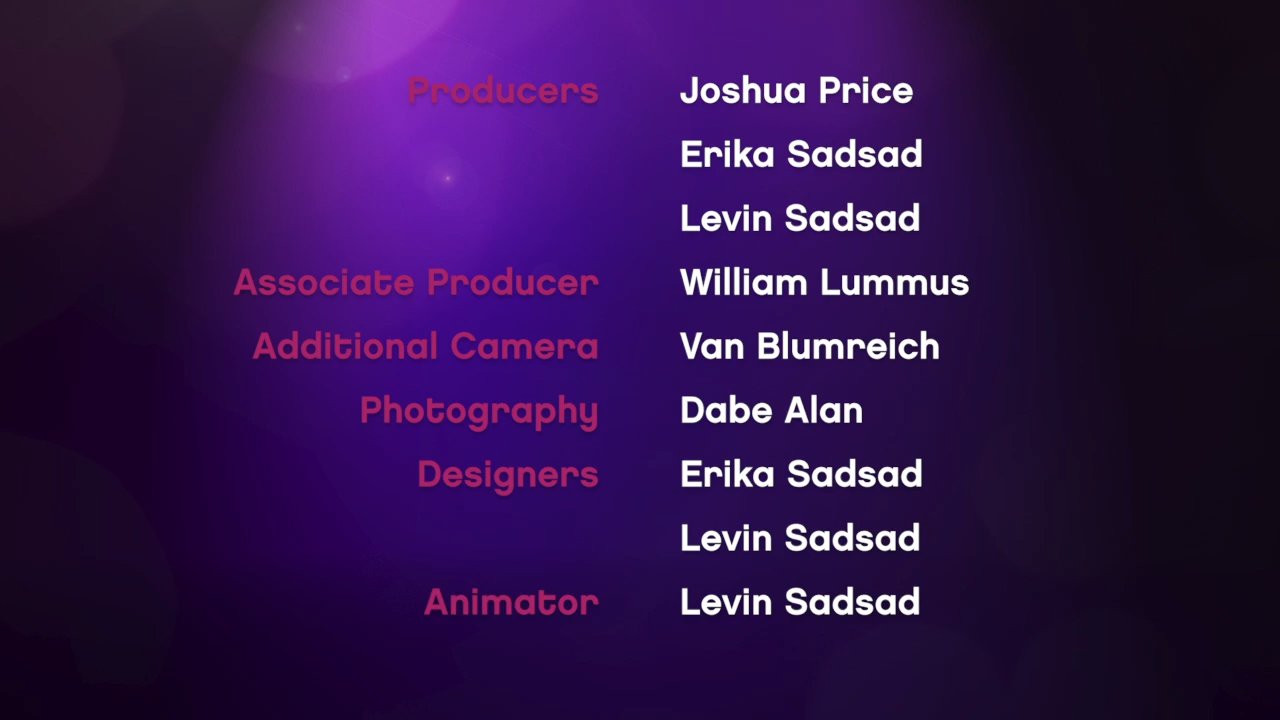 Producers Joshua Price
Erika Sadsad
Levin Sadsad
Associate Producer William Lummus
Additional Camera Van Blumreich
Photography Dabe Alan
Designers Erika Sadsad
Levin Sadsad
Animator Levin Sadsad